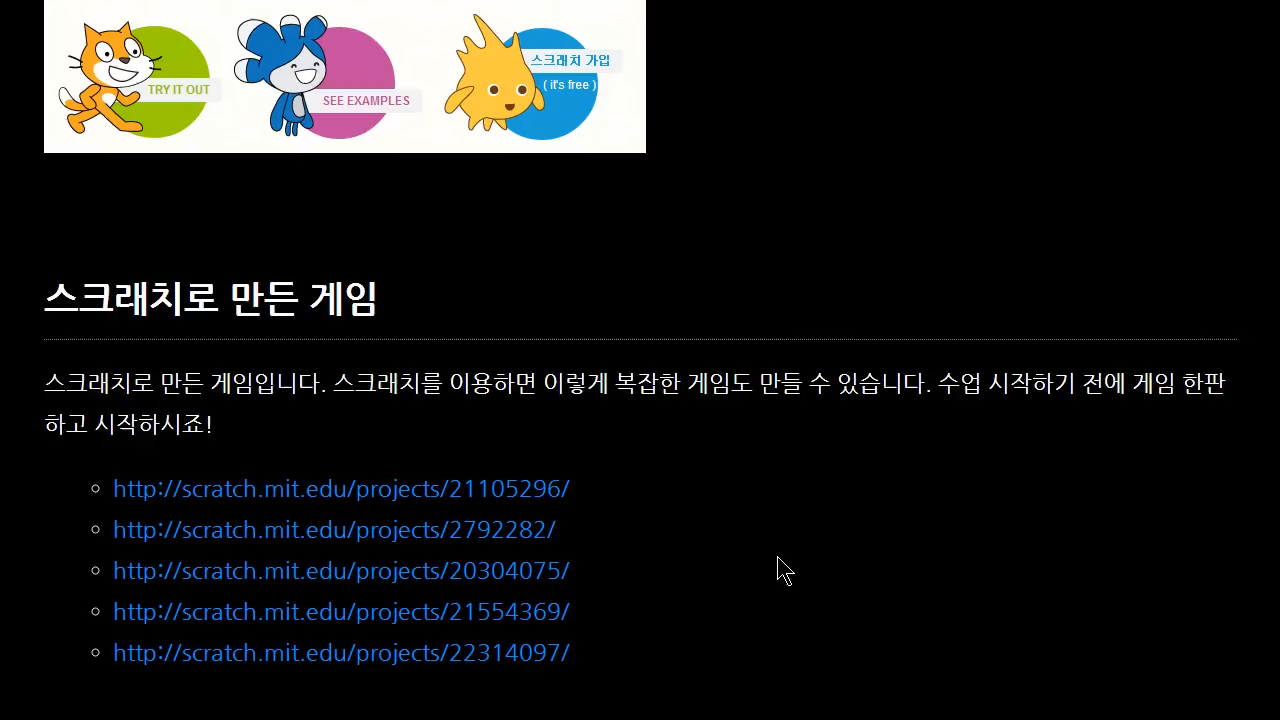 TRY IT OUT
SEE EXAMPLES
스크래치 가입
( it's free )
스크래치로 만든 게임
스크래치로 만든 게임입니다. 스크래치를 이용하면 이렇게 복잡한 게임도 만들 수 있습니다. 수업 시작하기 전에 게임 한판
하고 시작하시죠!
http://scratch.mit.edu/projects/21105296/
http://scratch.mit.edu/projects/2792282/
http://scratch.mit.edu/projects/20304075/
http://scratch.mit.edu/projects/21554369/
http://scratch.mit.edu/projects/22314097/